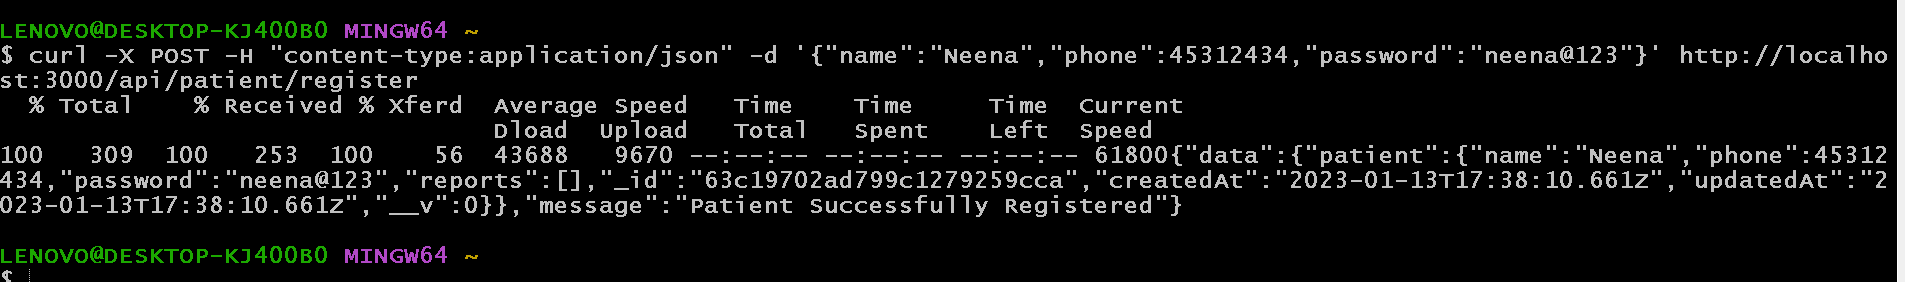 LENOVO@DESKTOP-KJ400B0 MINGW64 ~
$ curl -X POST -H "content-type:application/json" -d '{"name":"Neena","phone":45312434,"password":"neena@123"}' http://localho
st:3000/api/patient/register
  % Total    % Received % Xferd  Average Speed   Time    Time     Time  Current
                                 Dload  Upload   Total   Spent    Left  Speed
100   309  100   253  100    56  43688   9670 --:--:-- --:--:-- --:--:-- 61800{"data":{"patient":{"name":"Neena","phone":45312
434,"password":"neena@123","reports":[],"_id":"63c19702ad799c1279259cca","createdAt":"2023-01-13T17:38:10.661Z","updatedAt":"2
023-01-13T17:38:10.661Z","__v":0}},"message":"Patient Successfully Registered"}
LENOVO@DESKTOP-KJ400B0 MINGW64 ~
$